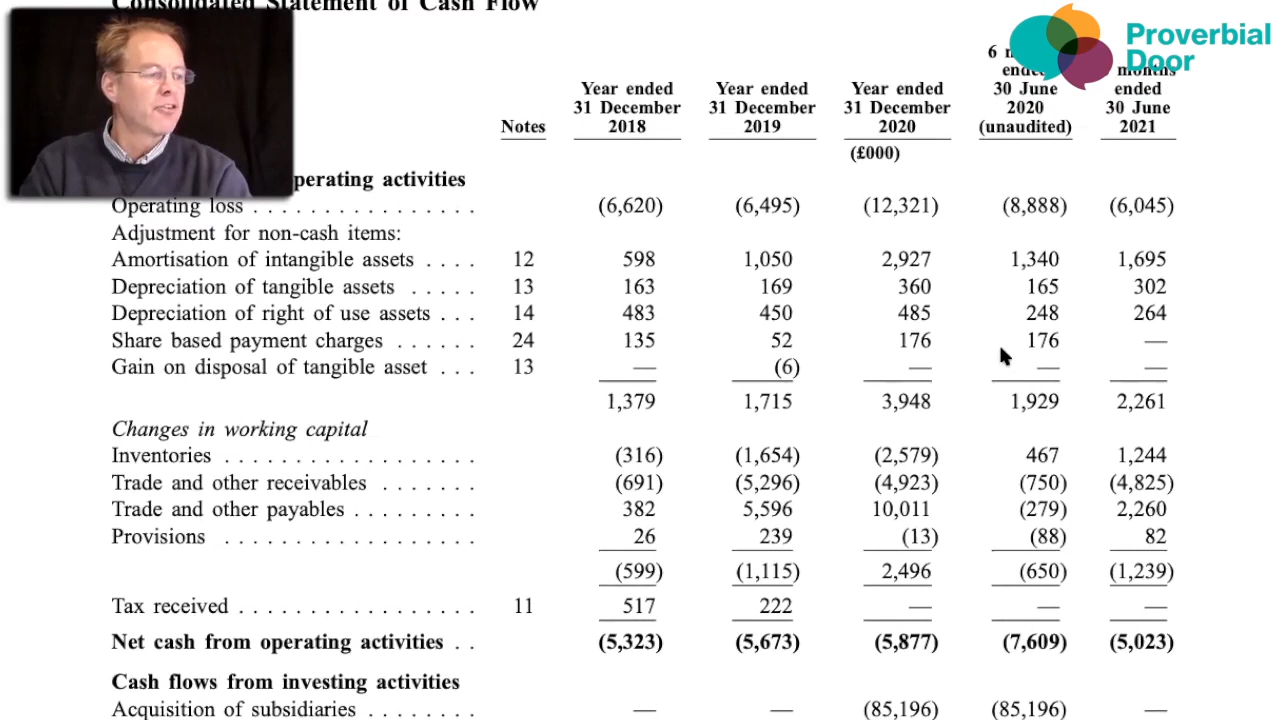 Consolidated Statement of Cash Flow
Proverbial
Door
Notes
Year ended
31 December
2018
Year ended
31 December
2019
Year ended
31 December
2020
6
ended
30 June
2020
(unaudited)
months
ended
30 June
2021
(£000)
operating activities
Operating loss . . . . . . . . . . . . . . . . . (6,620) (6,495) (12,321) (8,888) (6,045)
Adjustment for non-cash items:
Amortisation of intangible assets . . . . 12 598 1,050 2,927 1,340 1,695
Depreciation of tangible assets . . . . . 13 163 169 360 165 302
Depreciation of right of use assets . . . 14 483 450 485 248 264
Share based payment charges . . . . . . 24 135 52 176 176 —
Gain on disposal of tangible asset . . . 13 — (6) — — —
1,379 1,715 3,948 1,929 2,261
Changes in working capital
Inventories . . . . . . . . . . . . . . . . . . . (316) (1,654) (2,579) 467 1,244
Trade and other receivables . . . . . . . (691) (5,296) (4,923) (750) (4,825)
Trade and other payables . . . . . . . . . 382 5,596 10,011 (279) 2,260
Provisions . . . . . . . . . . . . . . . . . . . 26 239 (13) (88) 82
(599) (1,115) 2,496 (650) (1,239)
Tax received . . . . . . . . . . . . . . . . . . 11 517 222 — — —
Net cash from operating activities . . (5,323) (5,673) (5,877) (7,609) (5,023)
Cash flows from investing activities
Acquisition of subsidiaries . . . . . . . . — — (85,196) (85,196) —